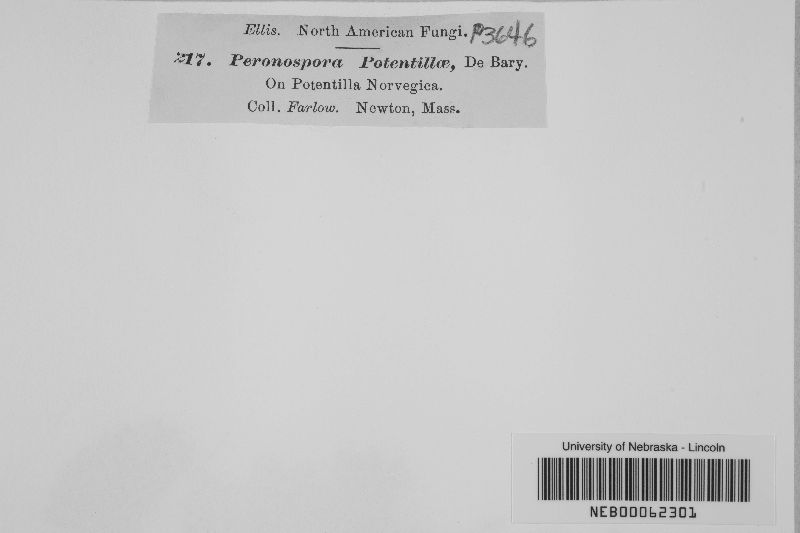 Ellis. North American Fungi. P3646
217. Peronospora Potentillæ, De Bary.
On Potentilla Norvegica.
Coll. Farlow. Newton, Mass.
University of Nebraska - Lincoln
NEB00062301